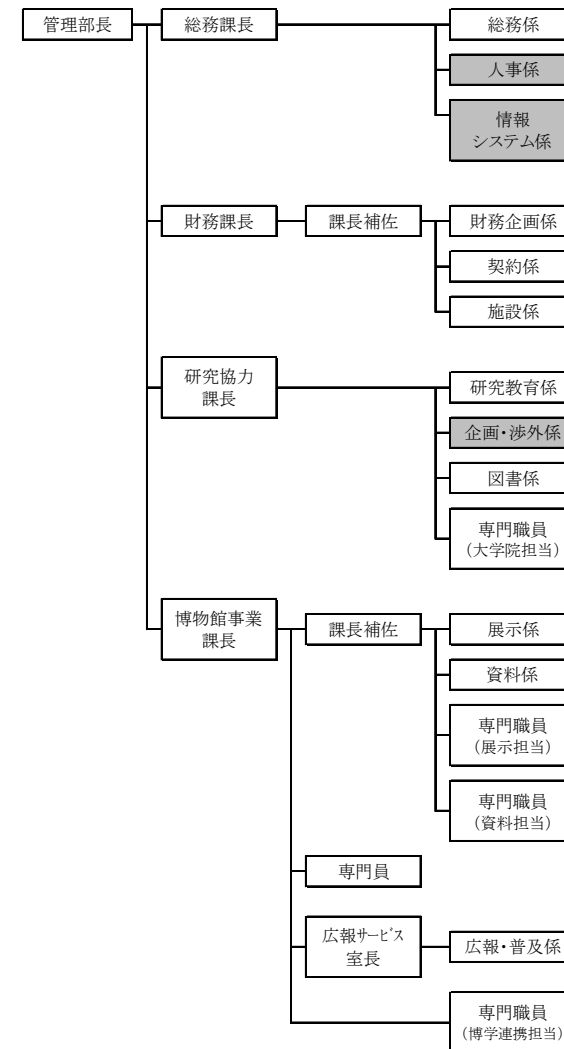 管理部長
総務課長
総務係
人事係
情報
システム係
財務課長
課長補佐
財務企画係
契約係
施設係
研究協力
課長
研究教育係
企画・渉外係
図書係
専門職員
（大学院担当）
博物館事業
課長
課長補佐
展示係
資料係
専門職員
（展示担当）
専門職員
（資料担当）
専門員
広報ｻｰﾋﾞｽ
室長
広報・普及係
専門職員
（博学連携担当）